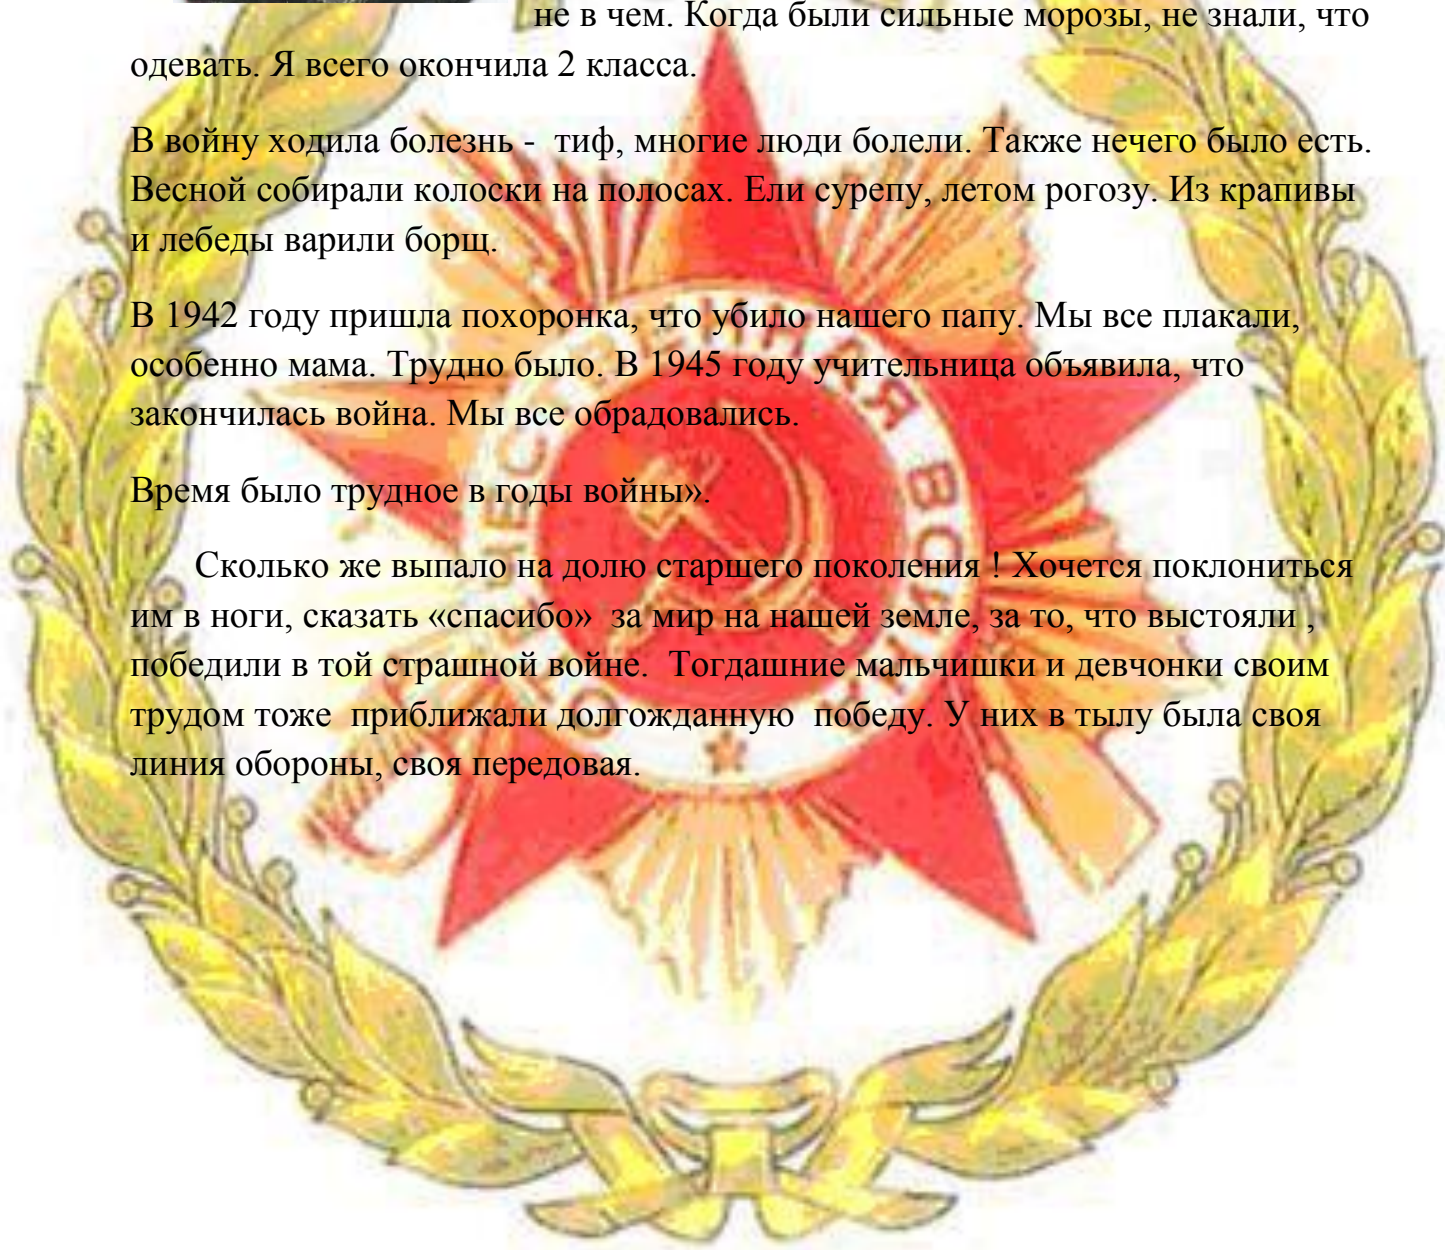 не в чем. Когда были сильные морозы, не знали, что
одевать. Я всего окончила 2 класса.
В войну ходила болезнь - тиф, многие люди болели. Также нечего было есть.
Весной собирали колоски на полосах. Ели сурепу, летом рогозу. Из крапивы
и лебеды варили борщ.
В 1942 году пришла похоронка, что убило нашего папу. Мы все плакали,
особенно мама. Трудно было. В 1945 году учительница объявила, что
закончилась война. Мы все обрадовались.
Время было трудное в годы войны».
Сколько же выпало на долю старшего поколения ! Хочется поклониться
им в ноги, сказать «спасибо» за мир на нашей земле, за то, что выстояли ,
победили в той страшной войне. Тогдашние мальчишки и девчонки своим
трудом тоже приближали долгожданную победу. У них в тылу была своя
линия обороны, своя передовая.